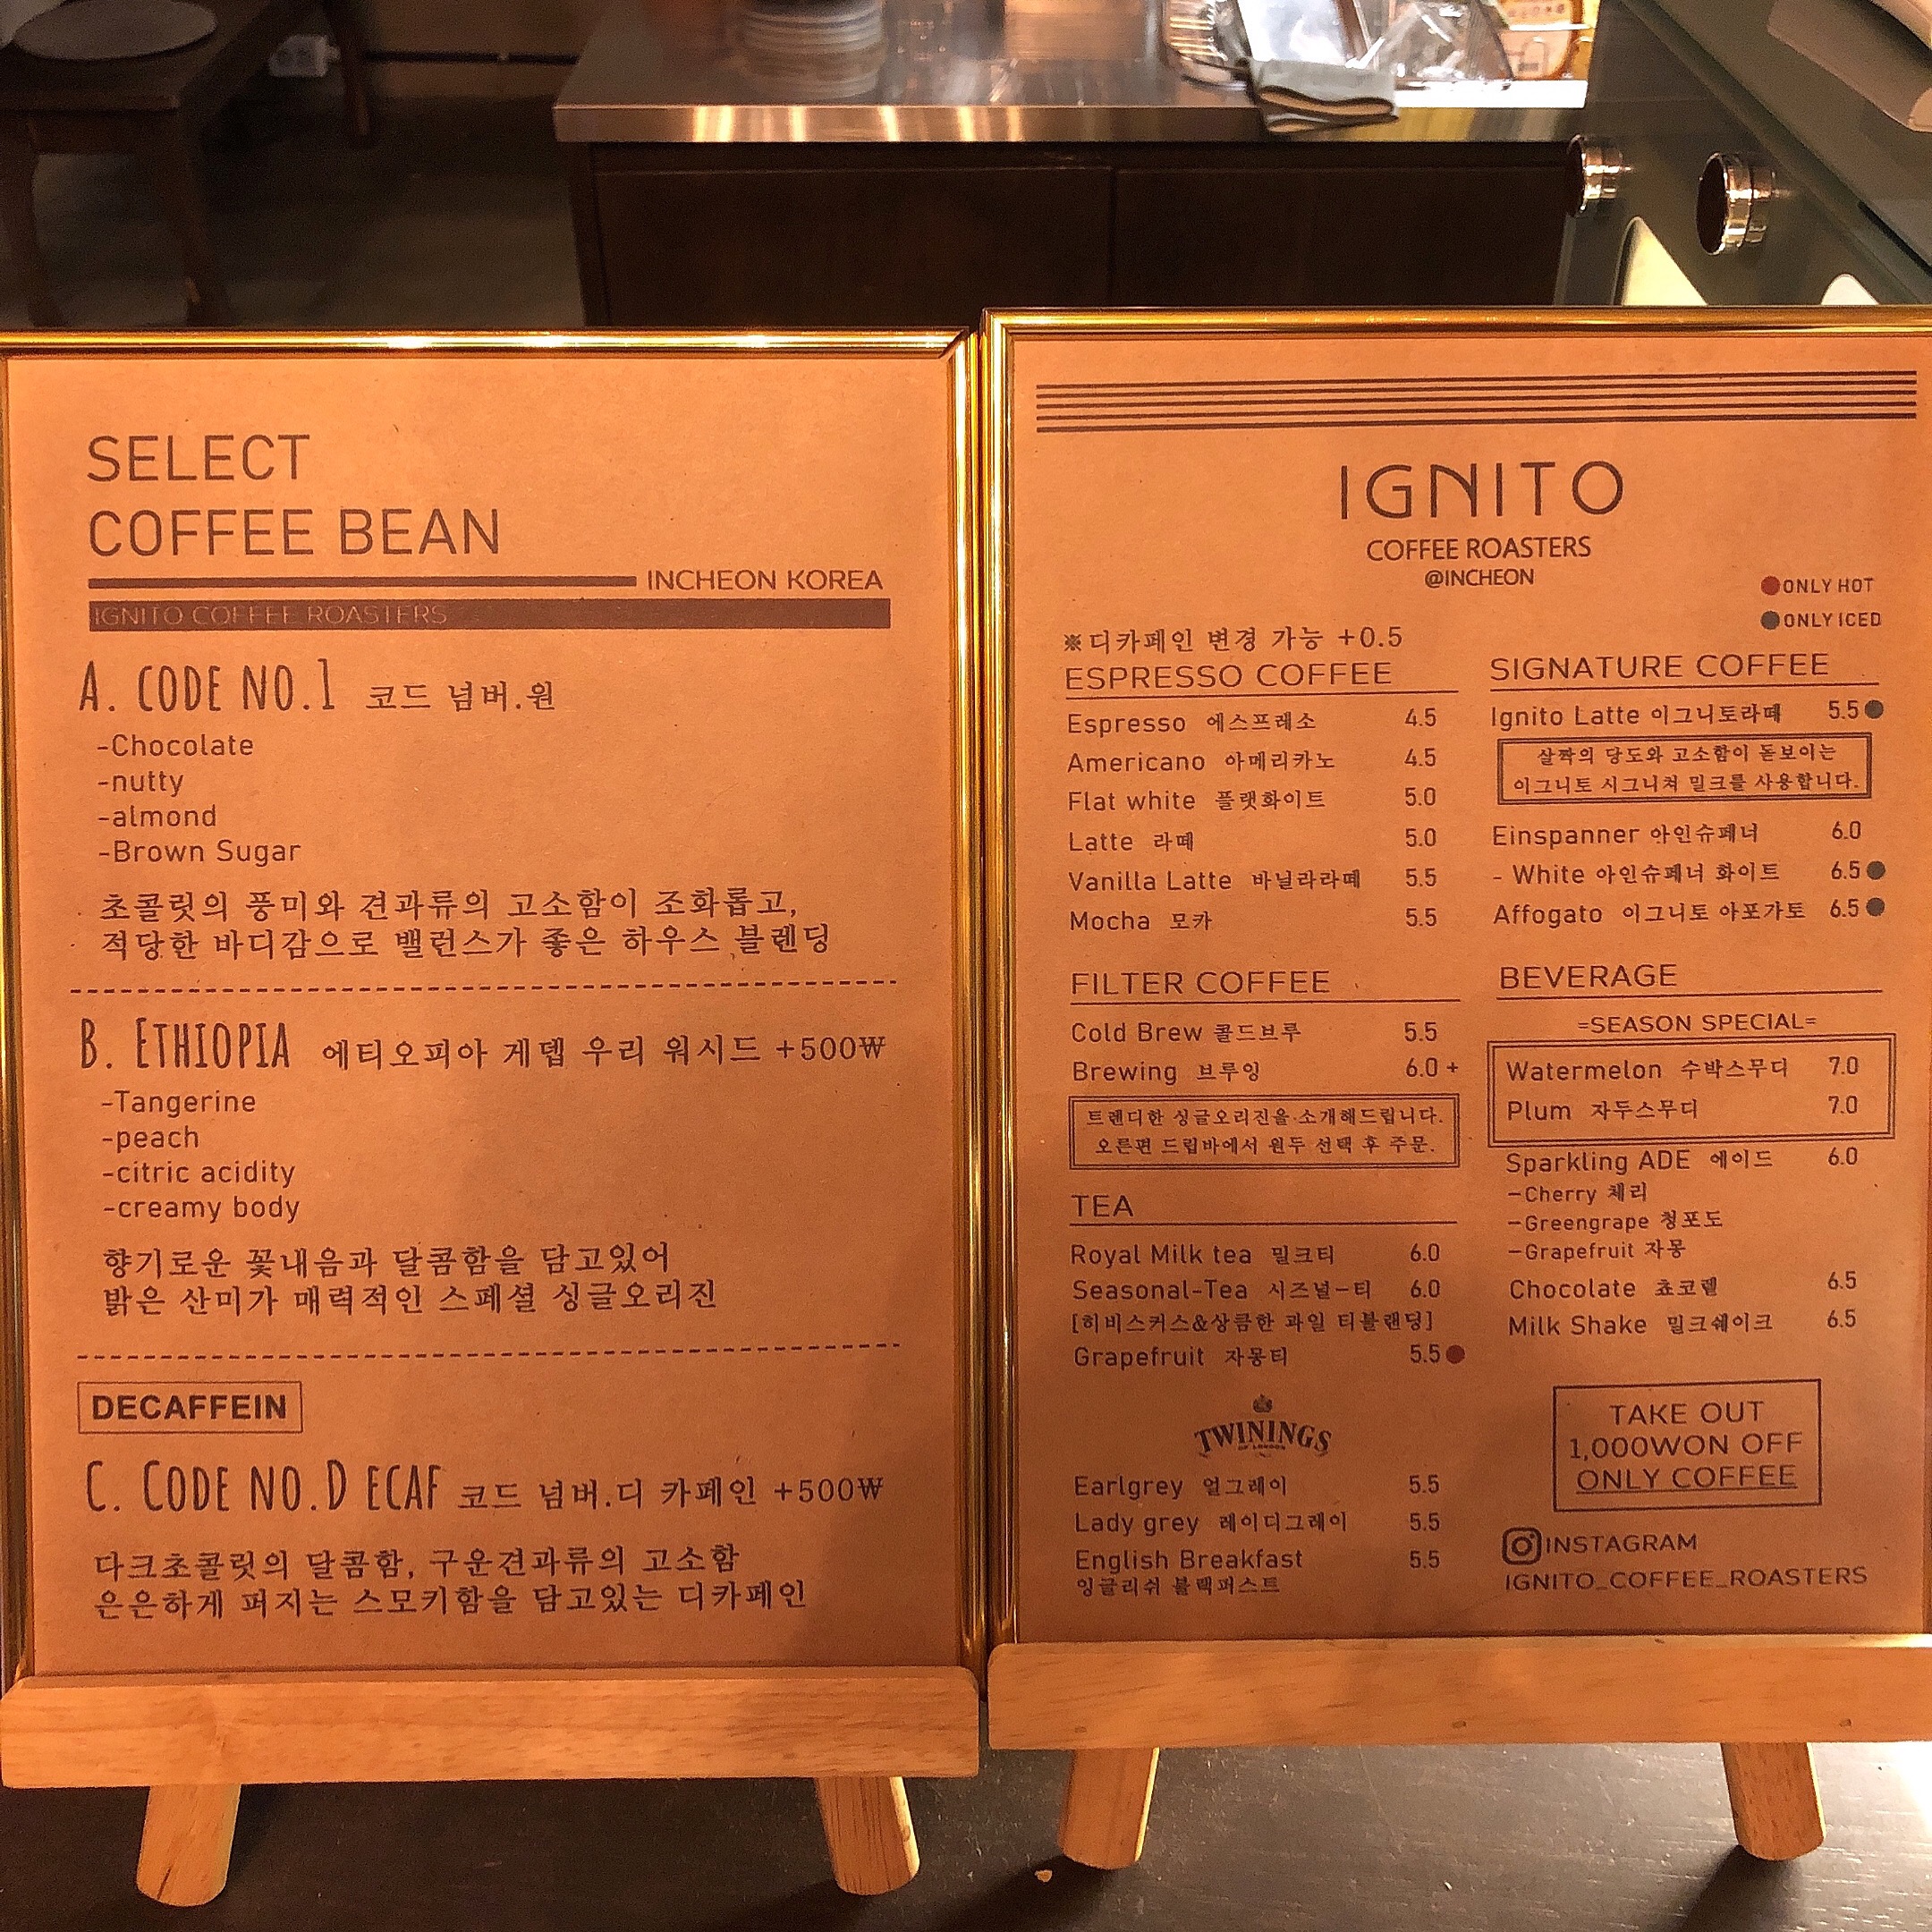 SELECT
COFFEE BEAN
INCHEON KOREA
IGNITO COFFEE ROASTERS
A. CODE NO.1 코드 넘버.원
-Chocolate
-nutty
-almond
-Brown Sugar
초콜릿의 풍미와 견과류의 고소함이 조화롭고,
적당한 바디감으로 밸런스가 좋은 하우스 블렌딩
B. ETHIOPIA 에티오피아 게뎁 우리 워시드 +500₩
-Tangerine
-peach
-citric acidity
-creamy body
향기로운 꽃내음과 달콤함을 담고있어
밝은 산미가 매력적인 스페셜 싱글오리진
DECAFFEIN
C. CODE NO.D ECAF 코드 넘버.디 카페인 +500₩
다크초콜릿의 달콤함, 구운견과류의 고소함
은은하게 퍼지는 스모키함을 담고있는 디카페인
IGNITO
COFFEE ROASTERS
@INCHEON
ONLY HOT
ONLY ICED
※디카페인 변경 가능 +0.5
ESPRESSO COFFEE
Espresso 에스프레소 4.5
Americano 아메리카노 4.5
Flat white 플랫화이트 5.0
Latte 라떼 5.0
Vanilla Latte 바닐라라떼 5.5
Mocha 모카 5.5
FILTER COFFEE
Cold Brew 콜드브루 5.5
Brewing 브루잉 6.0 +
트렌디한 싱글오리진을 소개해드립니다.
오른편 드립바에서 원두 선택 후 주문.
TEA
Royal Milk tea 밀크티 6.0
Seasonal-Tea 시즈널-티 6.0
[히비스커스&상큼한 과일 티블랜딩]
Grapefruit 자몽티 5.5
TWININGS
OF LONDON
Earlgrey 얼그레이 5.5
Lady grey 레이디그레이 5.5
English Breakfast 5.5
잉글리쉬 블랙퍼스트
SIGNATURE COFFEE
Ignito Latte 이그니토라떼 5.5
살짝의 당도와 고소함이 돋보이는
이그니토 시그니쳐 밀크를 사용합니다.
Einspanner 아인슈페너 6.0
- White 아인슈페너 화이트 6.5
Affogato 이그니토 아포가토 6.5
BEVERAGE
=SEASON SPECIAL=
Watermelon 수박스무디 7.0
Plum 자두스무디 7.0
Sparkling ADE 에이드 6.0
-Cherry 체리
-Greengrape 청포도
-Grapefruit 자몽
Chocolate 쵸코렡 6.5
Milk Shake 밀크쉐이크 6.5
TAKE OUT
1,000WON OFF
ONLY COFFEE
INSTAGRAM
IGNITO_COFFEE_ROASTERS